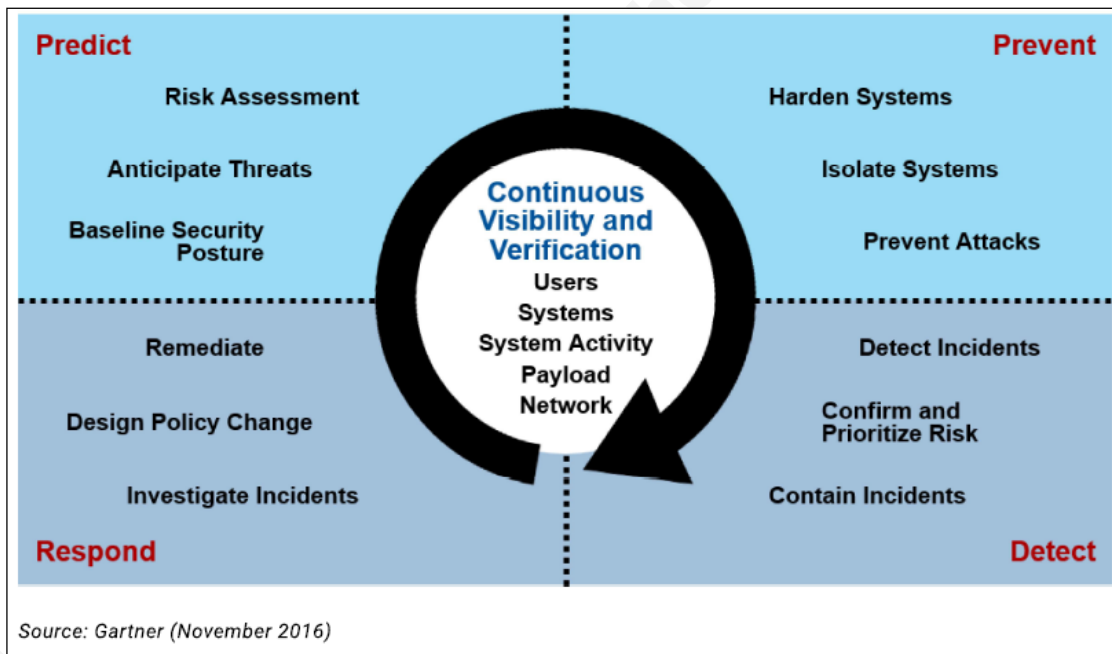 Predict
Risk Assessment
Anticipate Threats
Baseline Security
Posture
Prevent
Harden Systems
Isolate Systems
Prevent Attacks
Continuous
Visibility and
Verification
Users
Systems
System Activity
Payload
Network
Remediate
Design Policy Change
Investigate Incidents
Respond
Detect Incidents
Confirm and
Prioritize Risk
Contain Incidents
Detect
Source: Gartner (November 2016)